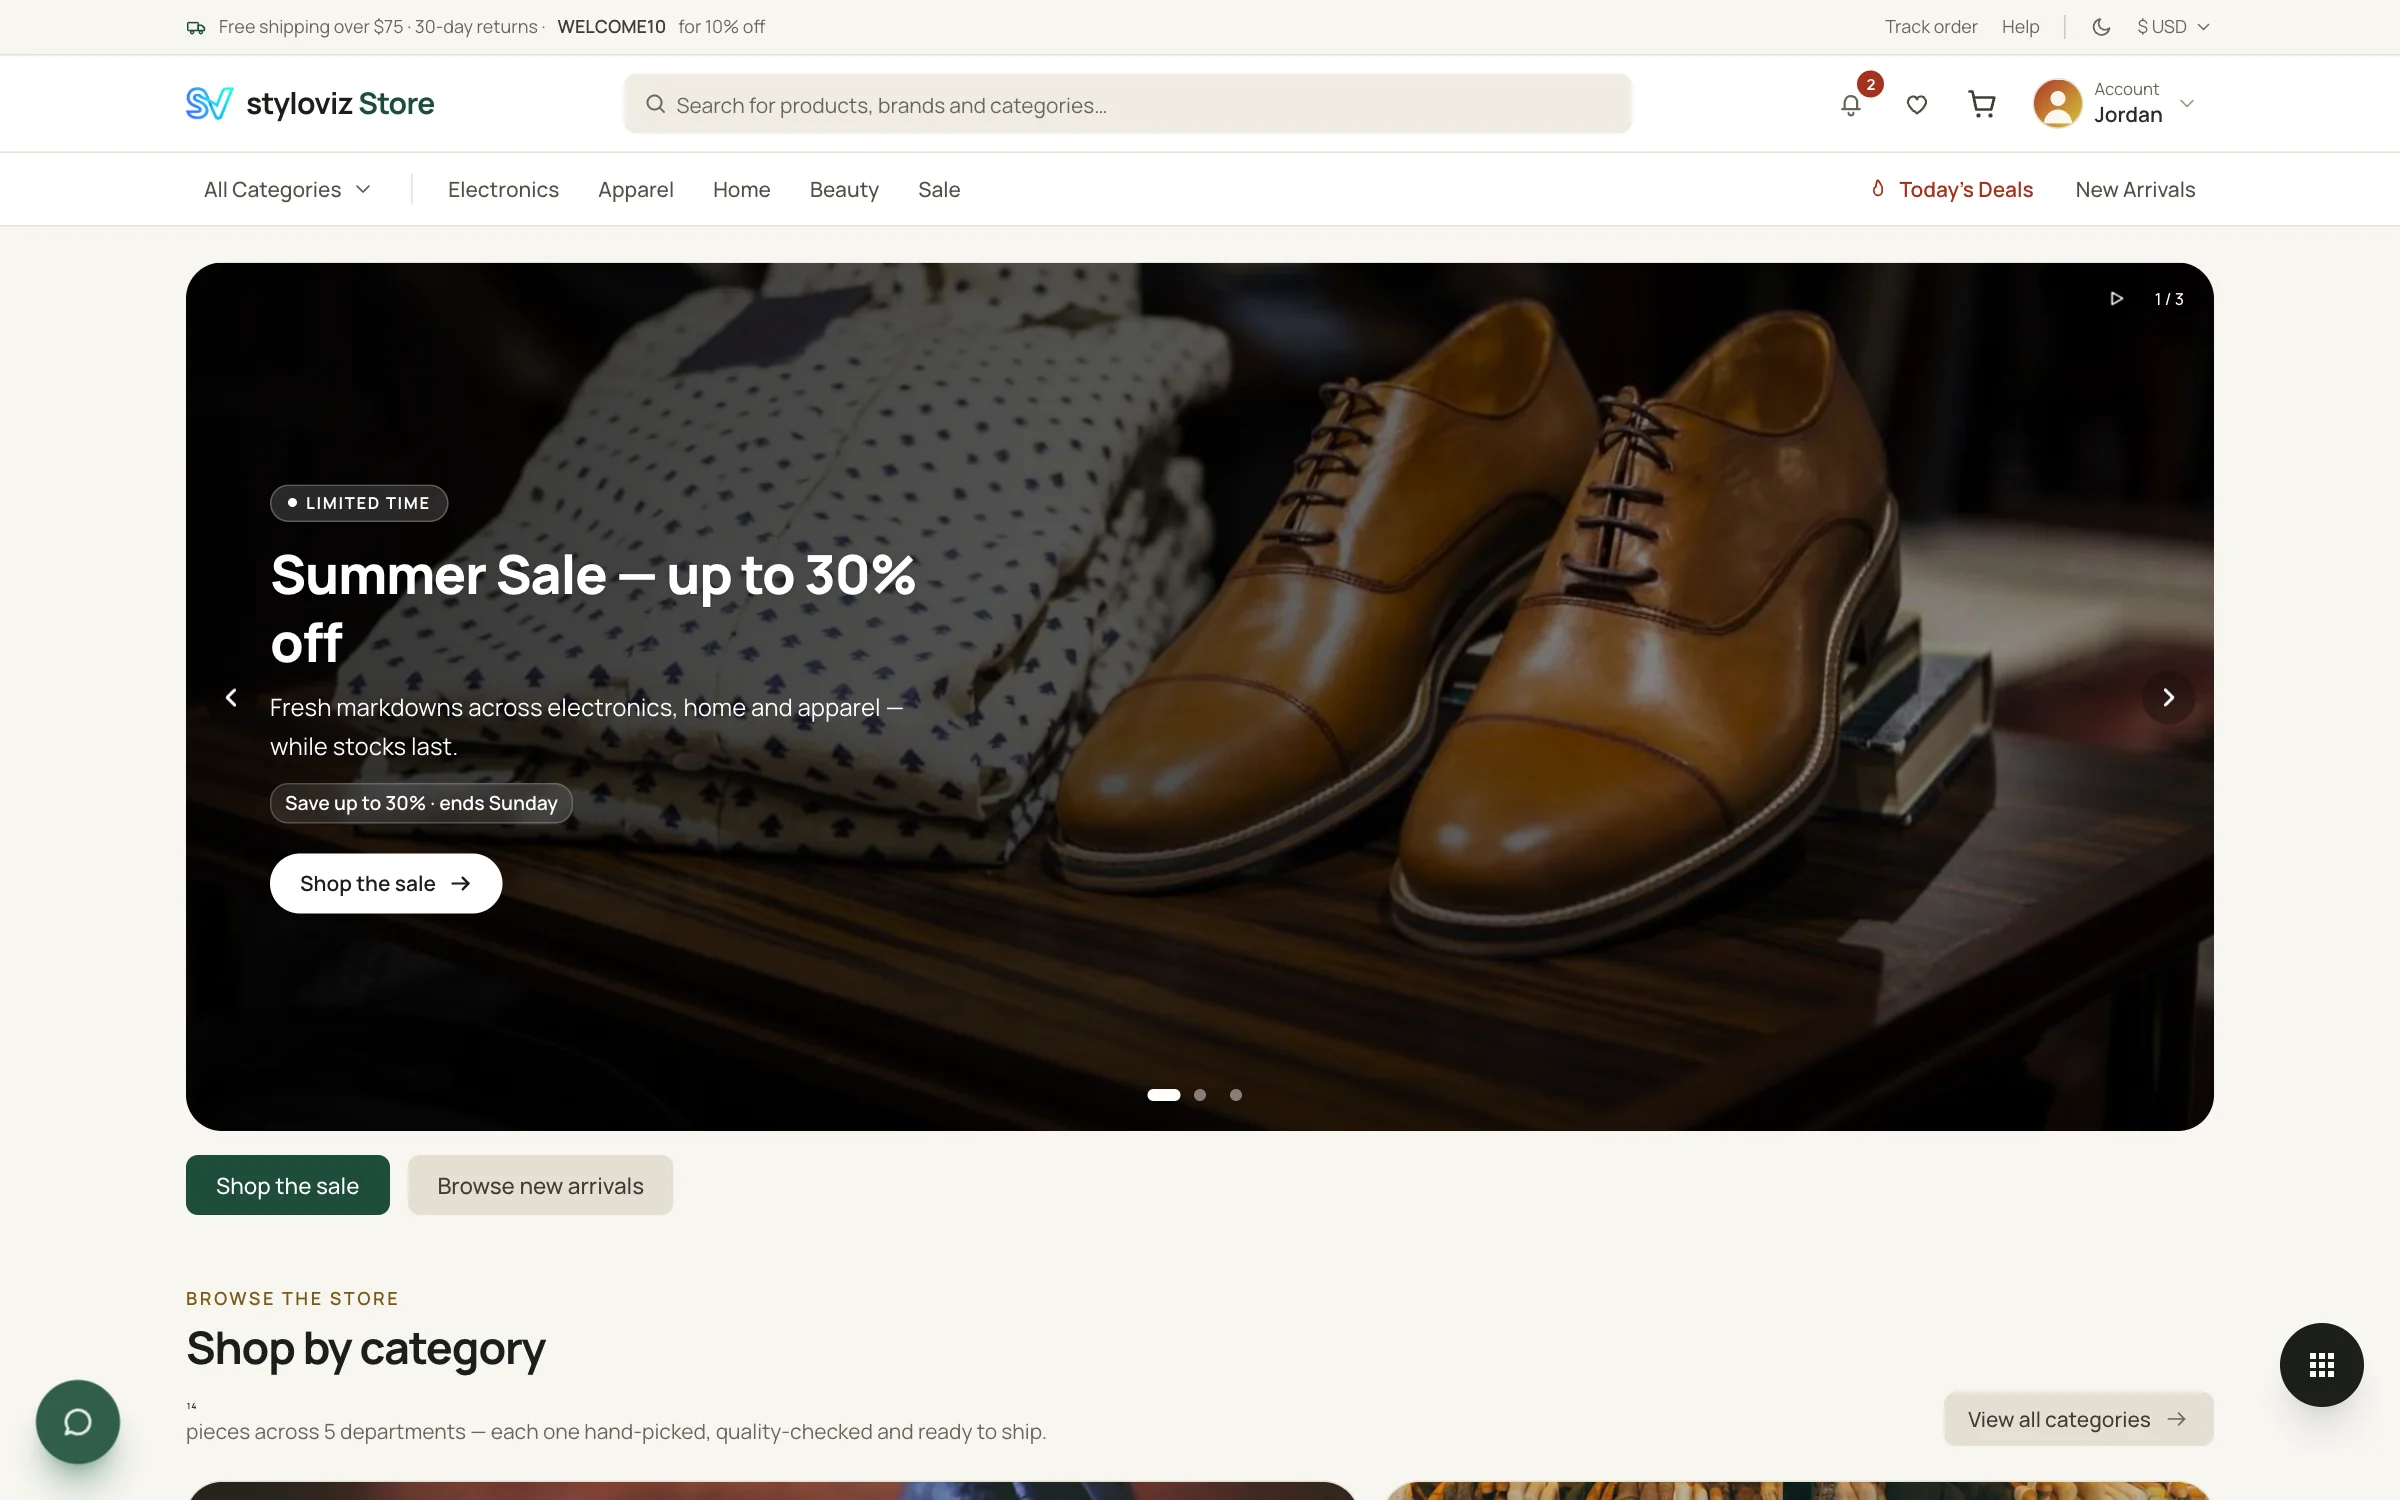 Free shipping over $75 · 30-day returns · WELCOME10 for 10% off
Track order Help $ USD
styloviz Store
Search for products, brands and categories...
2
Account
Jordan
All Categories Electronics Apparel Home Beauty Sale
Today's Deals New Arrivals
1 / 3
LIMITED TIME
Summer Sale — up to 30%
off
Fresh markdowns across electronics, home and apparel —
while stocks last.
Save up to 30% · ends Sunday
Shop the sale
Shop the sale
Browse new arrivals
BROWSE THE STORE
Shop by category
14
pieces across 5 departments — each one hand-picked, quality-checked and ready to ship.
View all categories